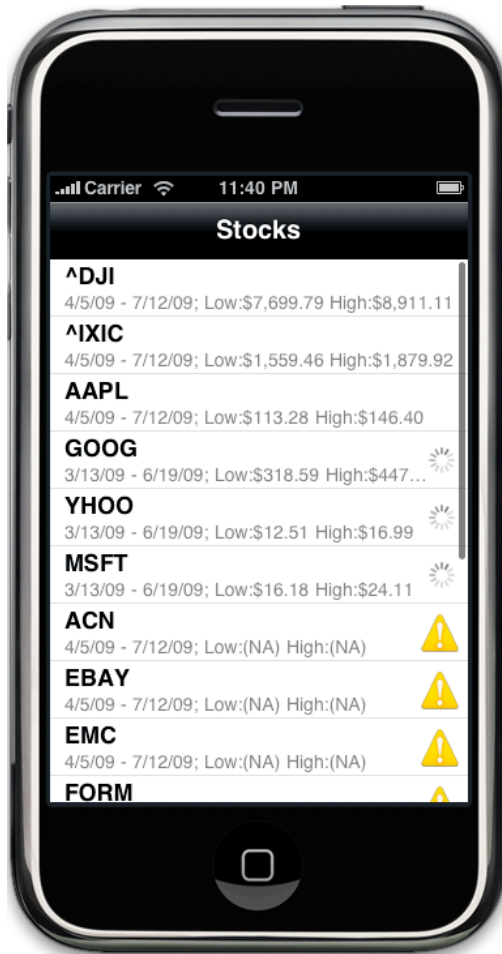 Carrier 11:40 PM
Stocks
^DJI
4/5/09 - 7/12/09; Low:$7,699.79 High:$8,911.11
^IXIC
4/5/09 - 7/12/09; Low:$1,559.46 High:$1,879.92
AAPL
4/5/09 - 7/12/09; Low:$113.28 High:$146.40
GOOG
3/13/09 - 6/19/09; Low:$318.59 High:$447...
YHOO
3/13/09 - 6/19/09; Low:$12.51 High:$16.99
MSFT
3/13/09 - 6/19/09; Low:$16.18 High:$24.11
ACN
4/5/09 - 7/12/09; Low:(NA) High:(NA)
EBAY
4/5/09 - 7/12/09; Low:(NA) High:(NA)
EMC
4/5/09 - 7/12/09; Low:(NA) High:(NA)
FORM